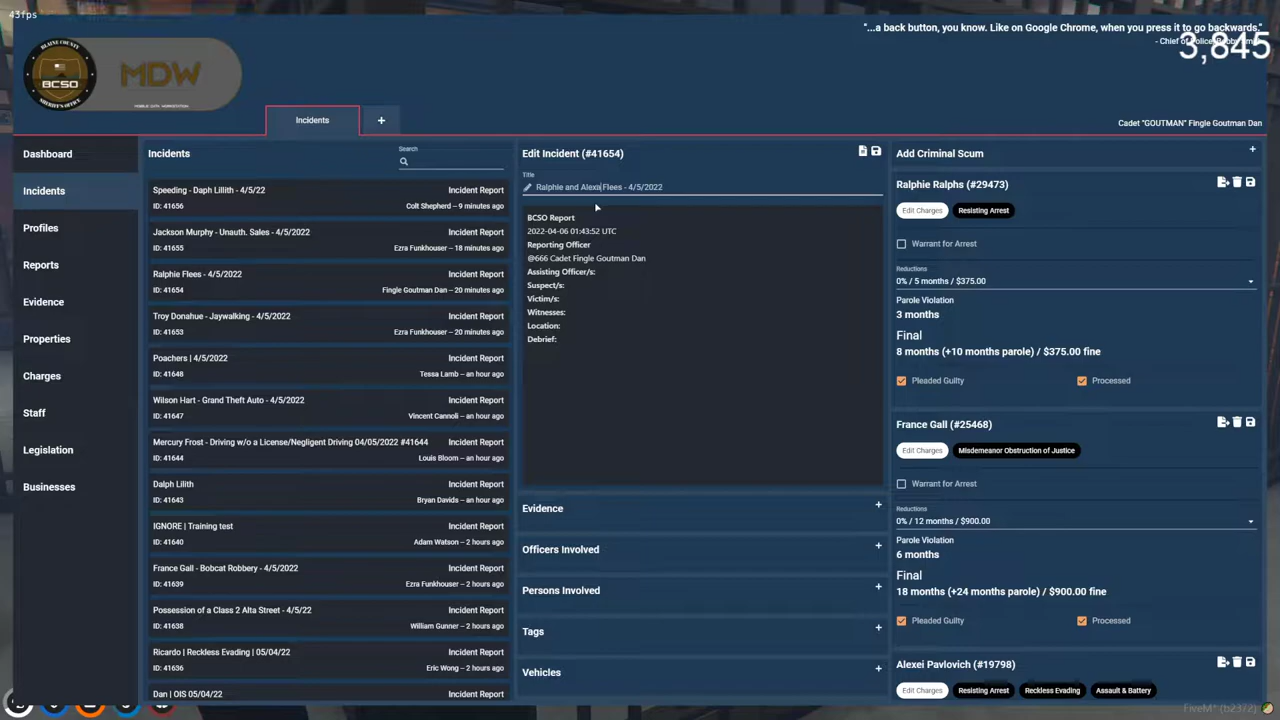 43fps
"...a back button, you know. Like on Google Chrome, when you press it to go backwards."
- Chief of Police
3,845
BLAINE COUNTY
BCSO
SHERIFF'S OFFICE
MDW
MOBILE DATA WORKSTATION
Incidents
+
Cadet "GOUTMAN" Fingle Goutman Dan
Dashboard
Incidents
Profiles
Reports
Evidence
Properties
Charges
Staff
Legislation
Businesses
Incidents
Search
Speeding - Daph Lillith - 4/5/22 Incident Report
ID: 41656 Colt Shepherd – 9 minutes ago
Jackson Murphy - Unauth. Sales - 4/5/2022 Incident Report
ID: 41655 Ezra Funkhouser – 18 minutes ago
Ralphie Flees - 4/5/2022 Incident Report
ID: 41654 Fingle Goutman Dan – 20 minutes ago
Troy Donahue - Jaywalking - 4/5/2022 Incident Report
ID: 41653 Ezra Funkhouser – 20 minutes ago
Poachers | 4/5/2022 Incident Report
ID: 41648 Tessa Lamb – an hour ago
Wilson Hart - Grand Theft Auto - 4/5/2022 Incident Report
ID: 41647 Vincent Cannoli – an hour ago
Mercury Frost - Driving w/o a License/Negligent Driving 04/05/2022 #41644 Incident Report
ID: 41644 Louis Bloom – an hour ago
Dalph Lilith Incident Report
ID: 41643 Bryan Davids – an hour ago
IGNORE | Training test Incident Report
ID: 41640 Adam Watson – 2 hours ago
France Gall - Bobcat Robbery - 4/5/2022 Incident Report
ID: 41639 Ezra Funkhouser – 2 hours ago
Possession of a Class 2 Alta Street - 4/5/22 Incident Report
ID: 41638 William Gunner – 2 hours ago
Ricardo | Reckless Evading | 05/04/22 Incident Report
ID: 41636 Eric Wong – 2 hours ago
Dan | OIS 05/04/22 Incident Report
Edit Incident (#41654)
Title
Ralphie and Alexa Flees - 4/5/2022
BCSO Report
2022-04-06 01:43:52 UTC
Reporting Officer
@666 Cadet Fingle Goutman Dan
Assisting Officer/s:
Suspect/s:
Victim/s:
Witnesses:
Location:
Debrief:
Evidence +
Officers Involved +
Persons Involved +
Tags +
Vehicles +
Add Criminal Scum +
Ralphie Ralphs (#29473)
Edit Charges Resisting Arrest
Warrant for Arrest
Reductions
0% / 5 months / $375.00
Parole Violation
3 months
Final
8 months (+10 months parole) / $375.00 fine
Pleaded Guilty Processed
France Gall (#25468)
Edit Charges Misdemeanor Obstruction of Justice
Warrant for Arrest
Reductions
0% / 12 months / $900.00
Parole Violation
6 months
Final
18 months (+24 months parole) / $900.00 fine
Pleaded Guilty Processed
Alexei Pavlovich (#19798)
Edit Charges Resisting Arrest Reckless Evading Assault & Battery
FiveM* (b2372)